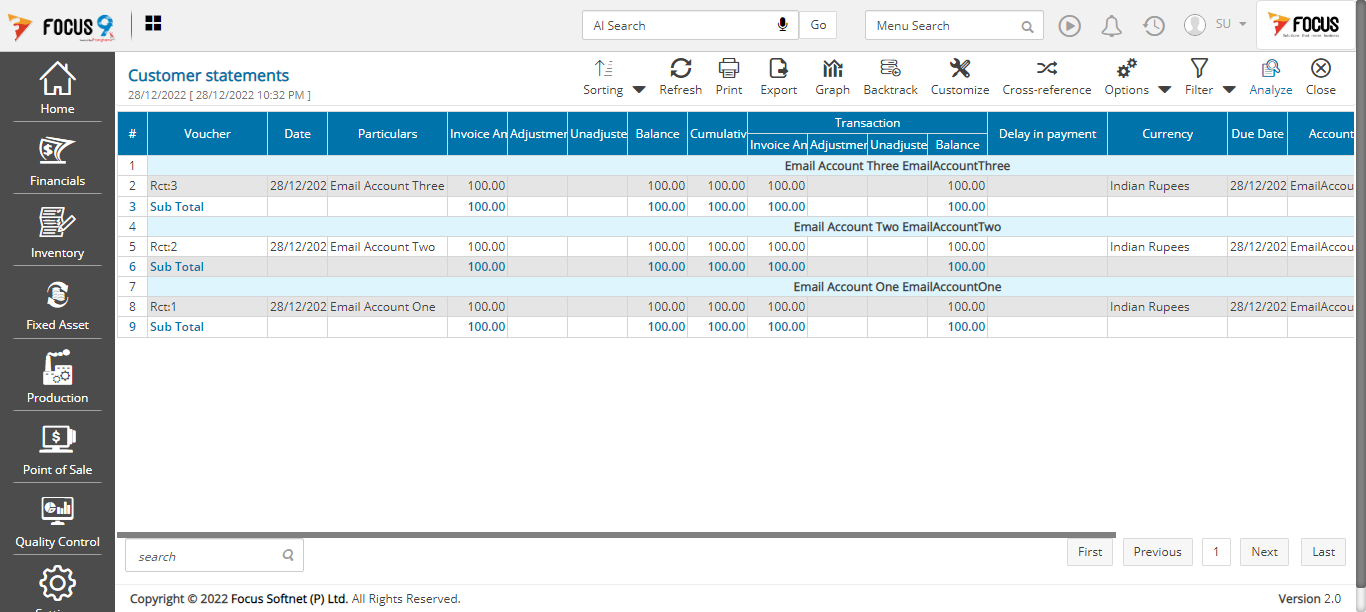 FOCUS 9
AI Search Go Menu Search SU FOCUS
Customer statements
28/12/2022 [ 28/12/2022 10:32 PM ]
Sorting Refresh Print Export Graph Backtrack Customize Cross-reference Options Filter Analyze Close
Home
Financials
Inventory
Fixed Asset
Production
Point of Sale
Quality Control
# Voucher Date Particulars Invoice An Adjustmen Unadjuste Balance Cumulativ Transaction Delay in payment Currency Due Date Account
Invoice An Adjustmen Unadjuste Balance
1 Email Account Three EmailAccountThree
2 Rct:3 28/12/202 Email Account Three 100.00 100.00 100.00 100.00 100.00 Indian Rupees 28/12/202 EmailAccou
3 Sub Total 100.00 100.00 100.00 100.00 100.00
4 Email Account Two EmailAccountTwo
5 Rct:2 28/12/202 Email Account Two 100.00 100.00 100.00 100.00 100.00 Indian Rupees 28/12/202 EmailAccou
6 Sub Total 100.00 100.00 100.00 100.00 100.00
7 Email Account One EmailAccountOne
8 Rct:1 28/12/202 Email Account One 100.00 100.00 100.00 100.00 100.00 Indian Rupees 28/12/202 EmailAccou
9 Sub Total 100.00 100.00 100.00 100.00 100.00
search First Previous 1 Next Last
Copyright © 2022 Focus Softnet (P) Ltd. All Rights Reserved. Version 2.0